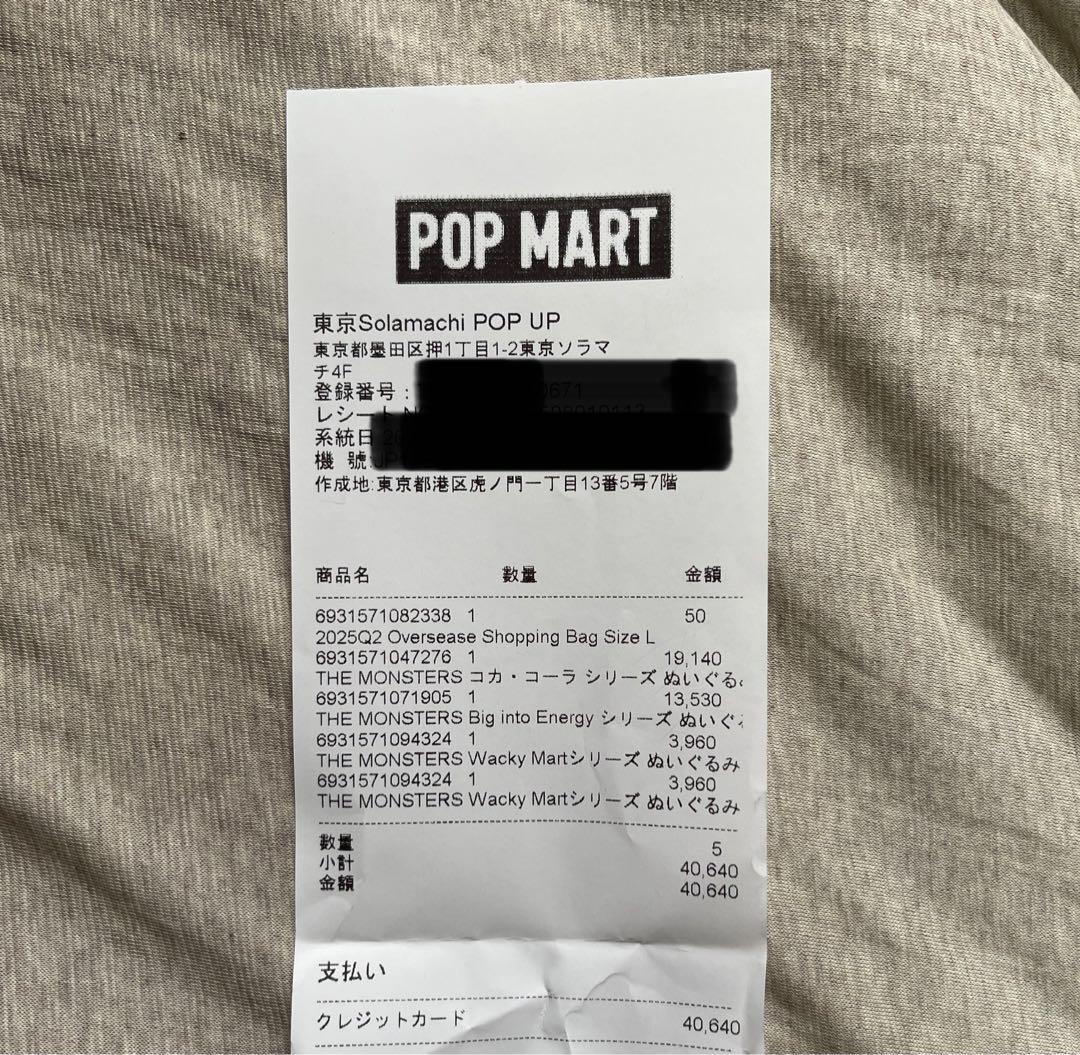 POP MART
東京Solamachi POP UP
東京都墨田区押1丁目1-2東京ソラマ
チ4F
登録番号: 0671
レシート
系統日
機 號:JP
作成地:東京都港区虎ノ門一丁目13番5号7階
商品名 数量 金額
6931571082338 1 50
2025Q2 Oversease Shopping Bag Size L
6931571047276 1 19,140
THE MONSTERS コカ・コーラ シリーズ ぬいぐる
6931571071905 1 13,530
THE MONSTERS Big into Energy シリーズ ぬいぐ
6931571094324 1 3,960
THE MONSTERS Wacky Martシリーズ ぬいぐるみ
6931571094324 1 3,960
THE MONSTERS Wacky Martシリーズ ぬいぐるみ
数量 5
小計 40,640
金額 40,640
支払い
クレジットカード 40,640